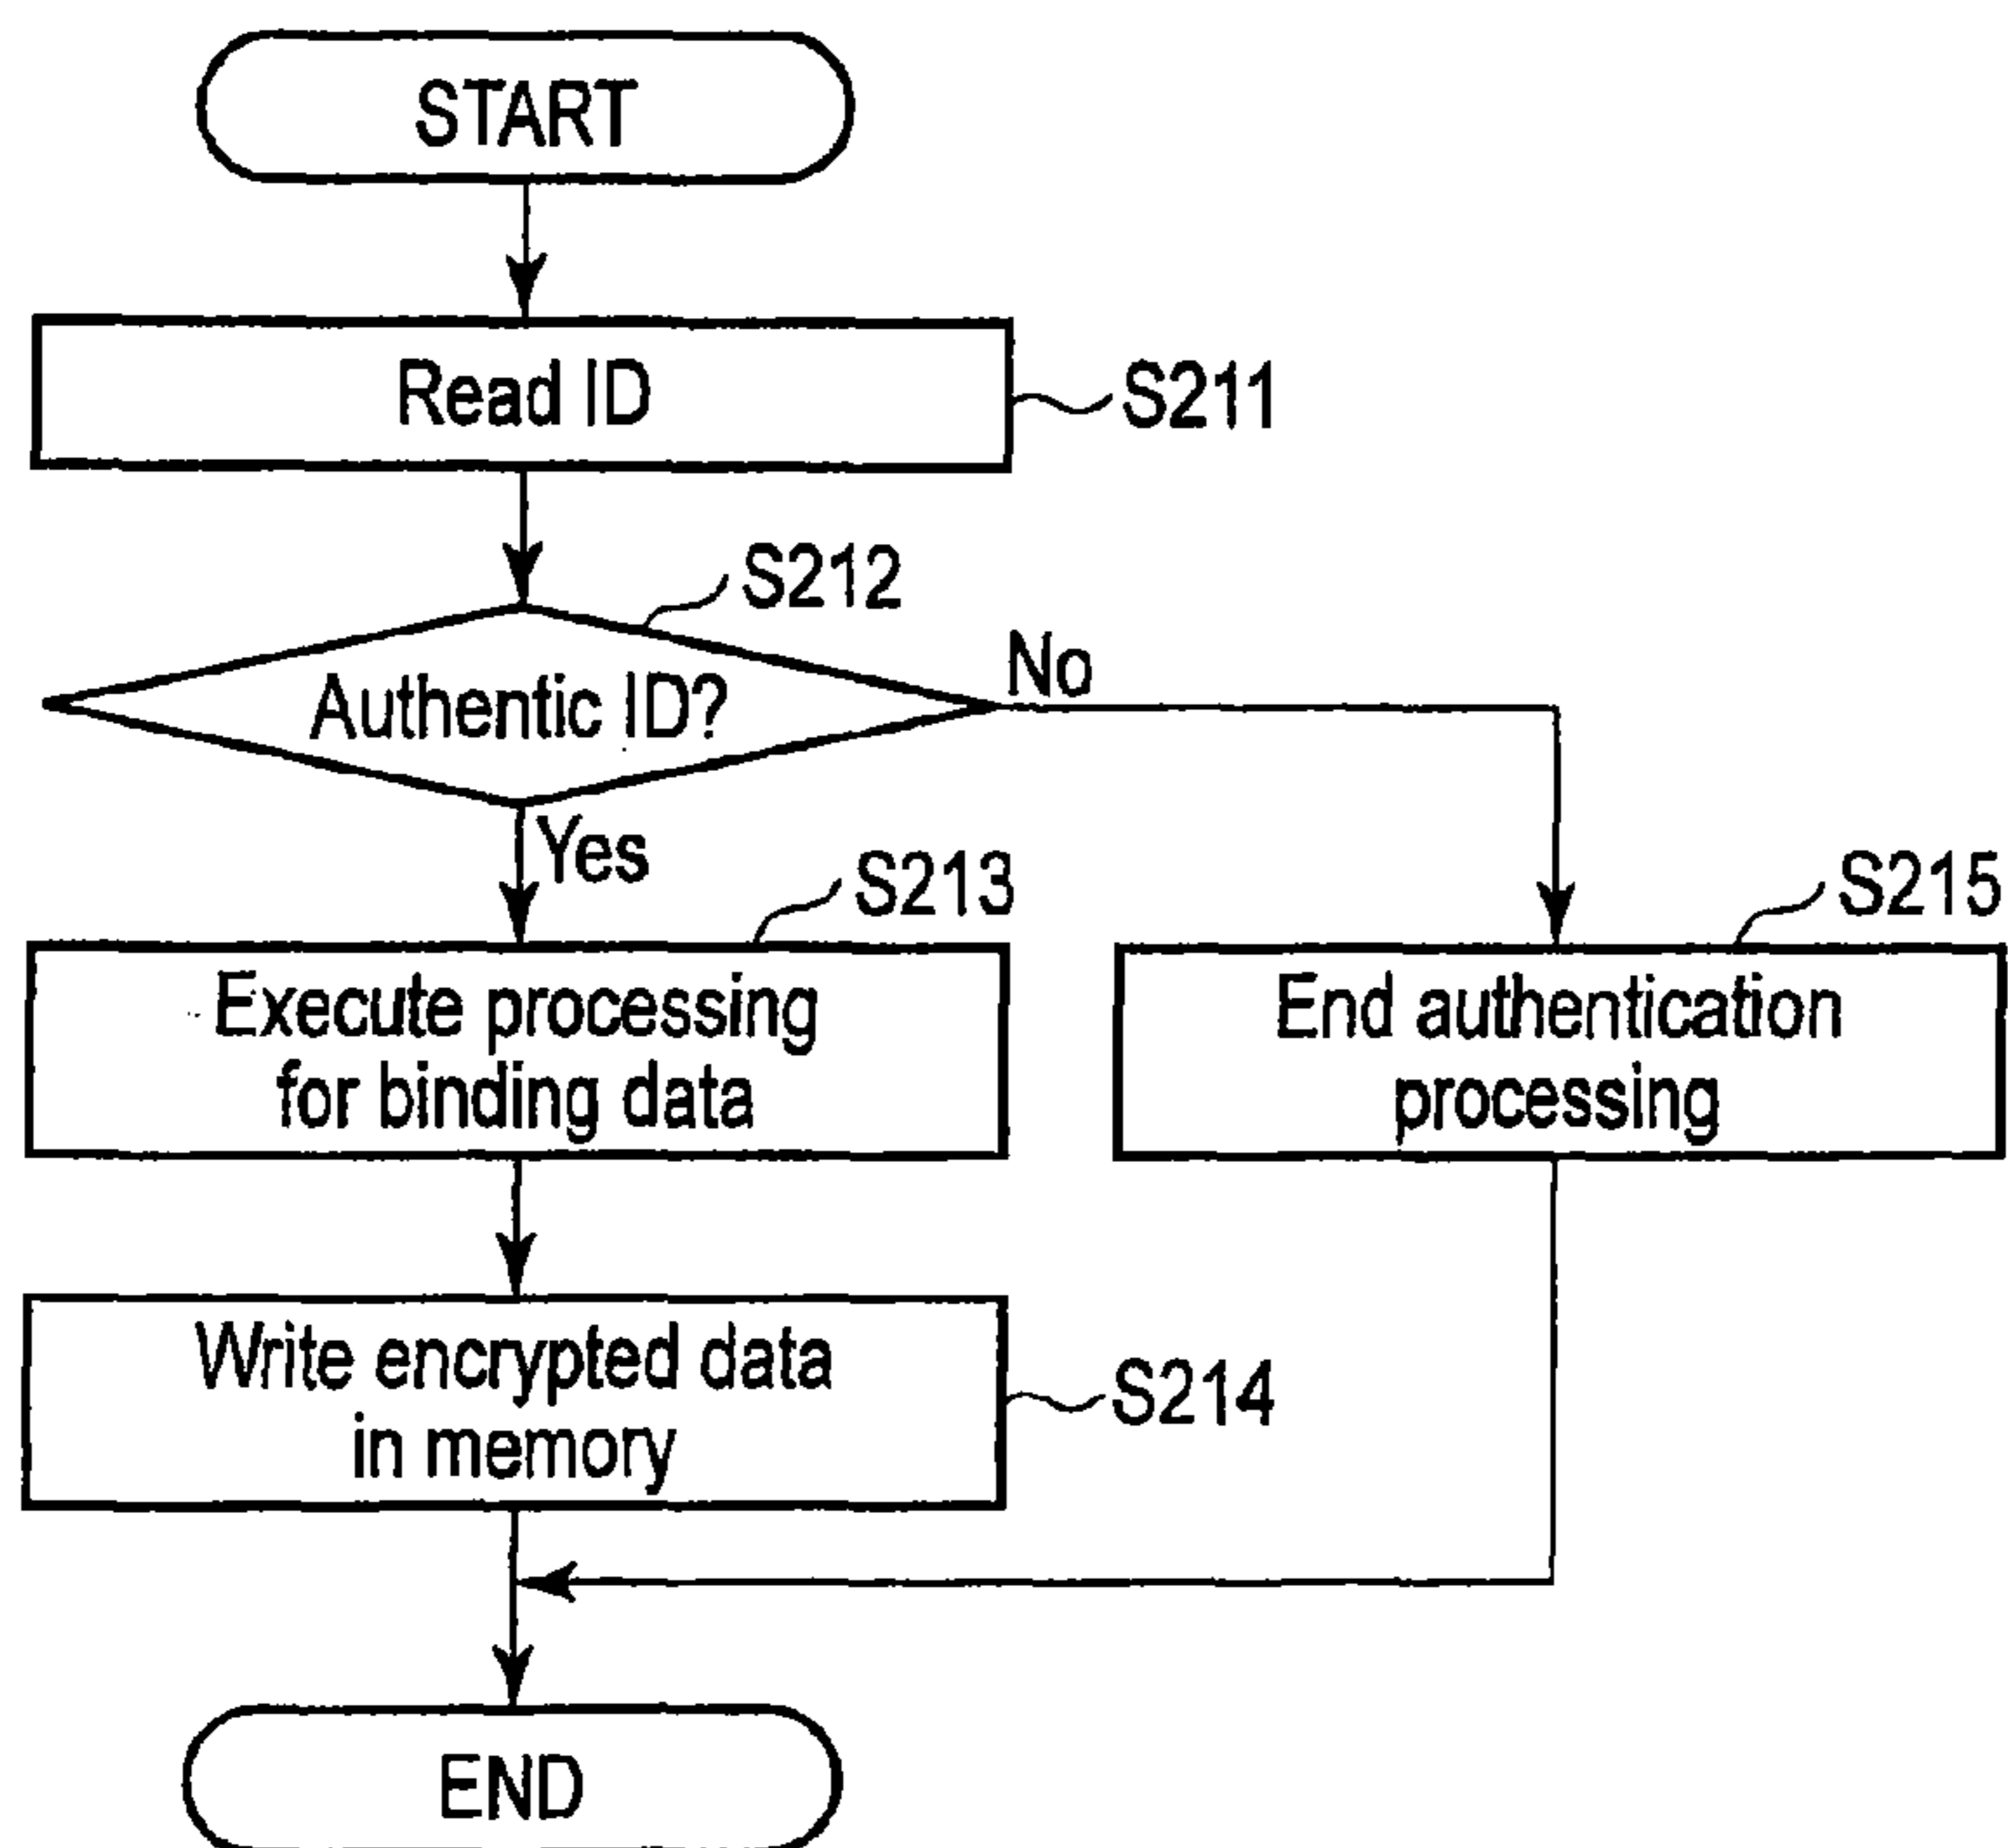 START
Read ID
S211
S212
Authentic ID?
No
Yes
S213
S215
Execute processing
for binding data
End authentication
processing
Write encrypted data
in memory
S214
END